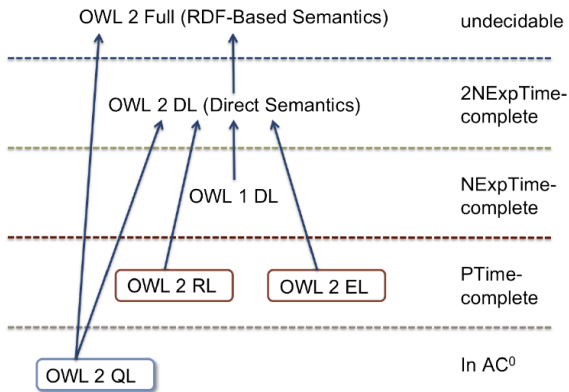 OWL 2 Full (RDF-Based Semantics)
undecidable
OWL 2 DL (Direct Semantics)
2NExpTime-
complete
OWL 1 DL
NExpTime-
complete
OWL 2 RL
OWL 2 EL
PTime-
complete
OWL 2 QL
In AC⁰